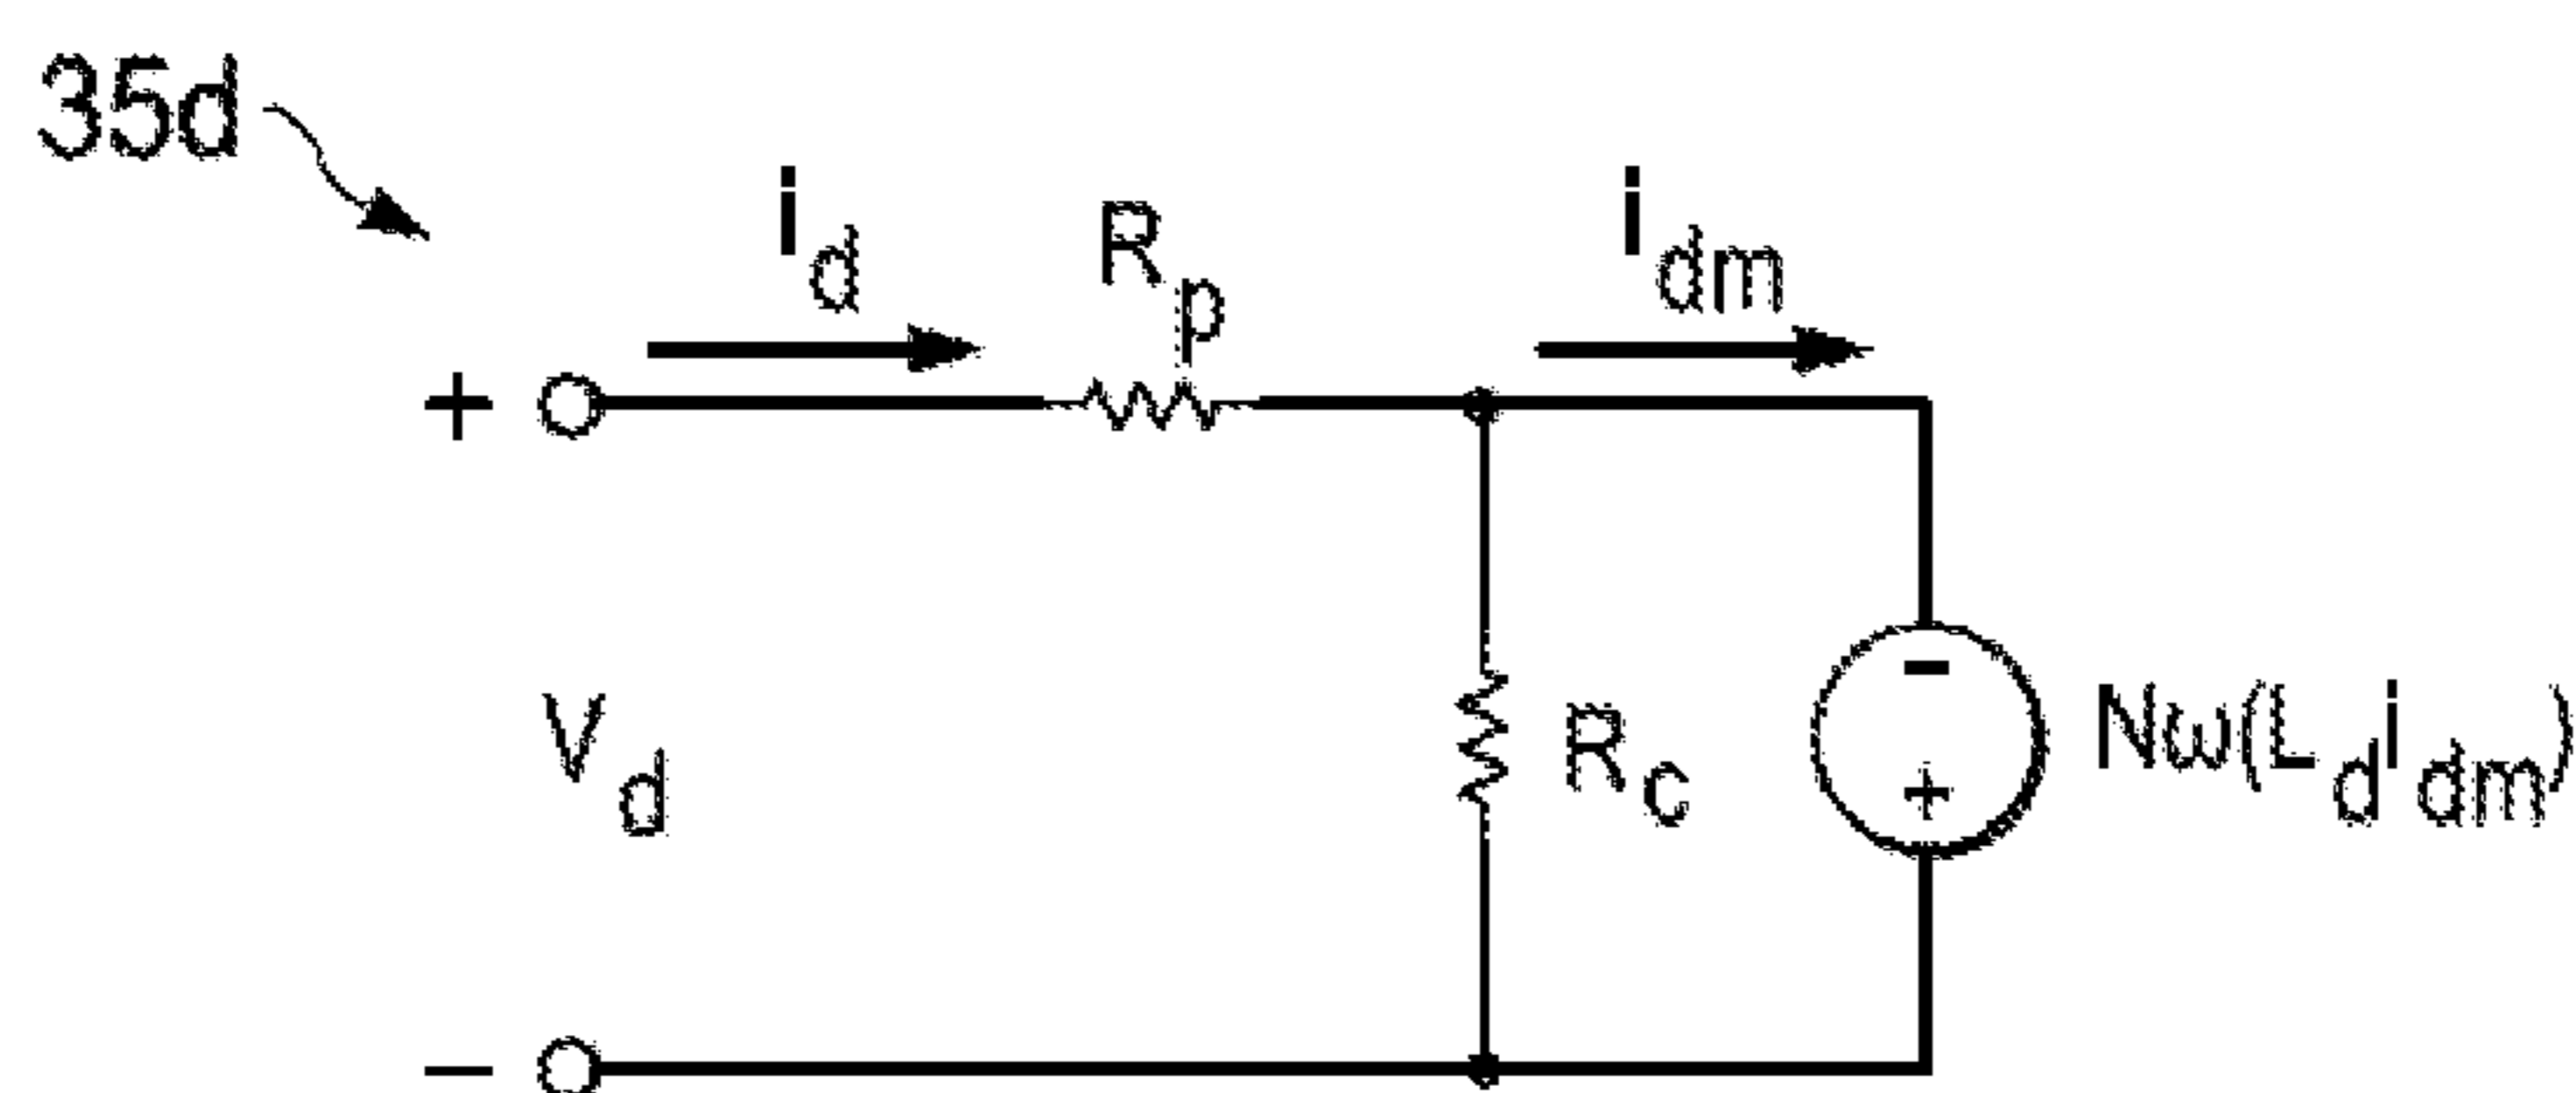 35d
i_d
R_p
i_dm
+
V_d
R_c
-
+
Nω(L_d i_dm)
−